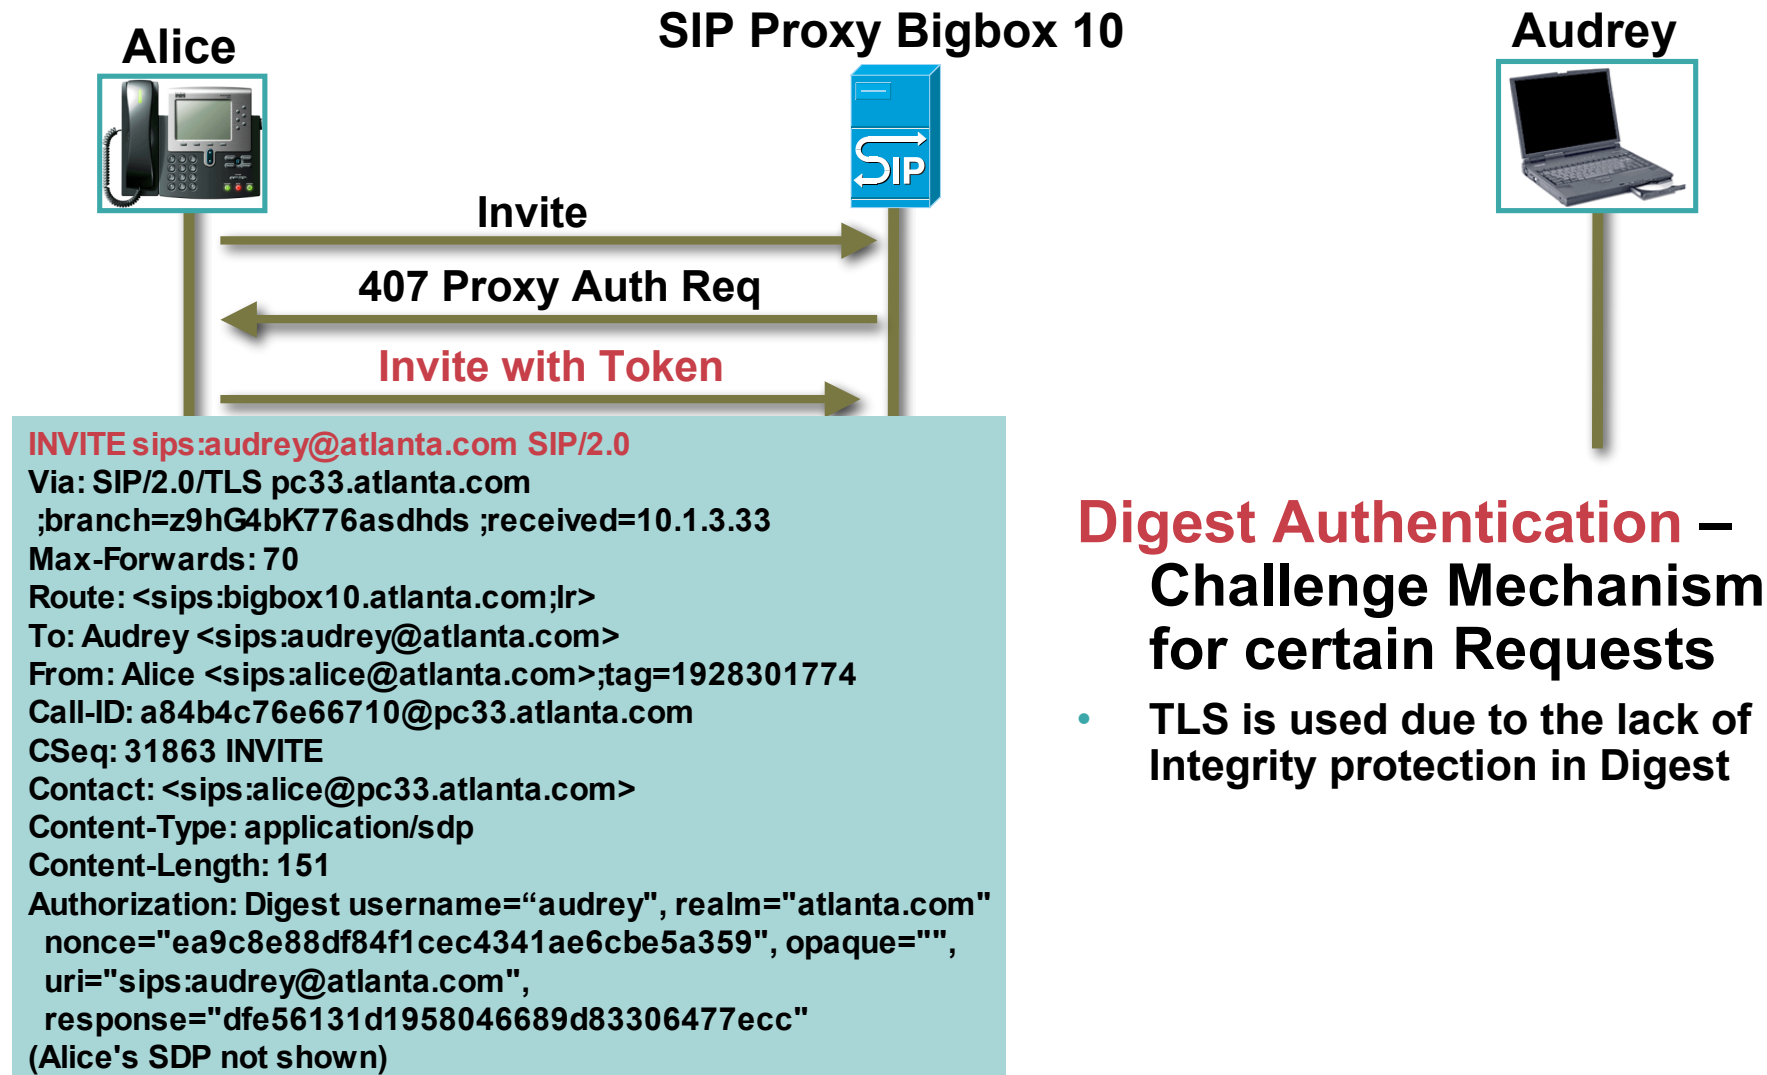 Alice
SIP Proxy Bigbox 10
Audrey
SIP
Invite
407 Proxy Auth Req
Invite with Token
INVITE sips:audrey@atlanta.com SIP/2.0
Via: SIP/2.0/TLS pc33.atlanta.com
;branch=z9hG4bK776asdhds ;received=10.1.3.33
Max-Forwards: 70
Route: <sips:bigbox10.atlanta.com;lr>
To: Audrey <sips:audrey@atlanta.com>
From: Alice <sips:alice@atlanta.com>;tag=1928301774
Call-ID: a84b4c76e66710@pc33.atlanta.com
CSeq: 31863 INVITE
Contact: <sips:alice@pc33.atlanta.com>
Content-Type: application/sdp
Content-Length: 151
Authorization: Digest username=“audrey", realm="atlanta.com"
nonce="ea9c8e88df84f1cec4341ae6cbe5a359", opaque="",
uri="sips:audrey@atlanta.com",
response="dfe56131d1958046689d83306477ecc"
(Alice's SDP not shown)
Digest Authentication –
Challenge Mechanism
for certain Requests
• TLS is used due to the lack of
Integrity protection in Digest